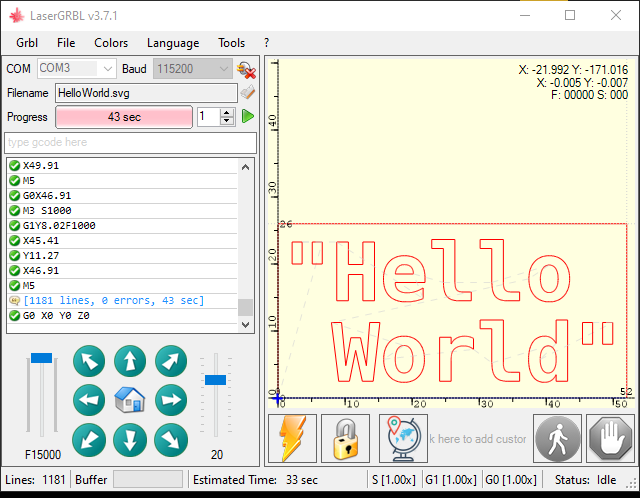 LaserGRBL v3.7.1
Grbl File Colors Language Tools ?
COM COM3 Baud 115200
Filename HelloWorld.svg
Progress 43 sec 1
type gcode here
X49.91
M5
G0X46.91
M3 S1000
G1Y8.02F1000
X45.41
Y11.27
X46.91
M5
[1181 lines, 0 errors, 43 sec]
G0 X0 Y0 Z0
F15000
20
X: -21.992 Y: -171.016
X: -0.005 Y: -0.007
F: 00000 S: 000
40
30
26
20
10
0
"Hello
World"
52
0 10 20 30 40 50
k here to add custor
Lines: 1181 Buffer Estimated Time: 33 sec S [1.00x] G1 [1.00x] G0 [1.00x] Status: Idle